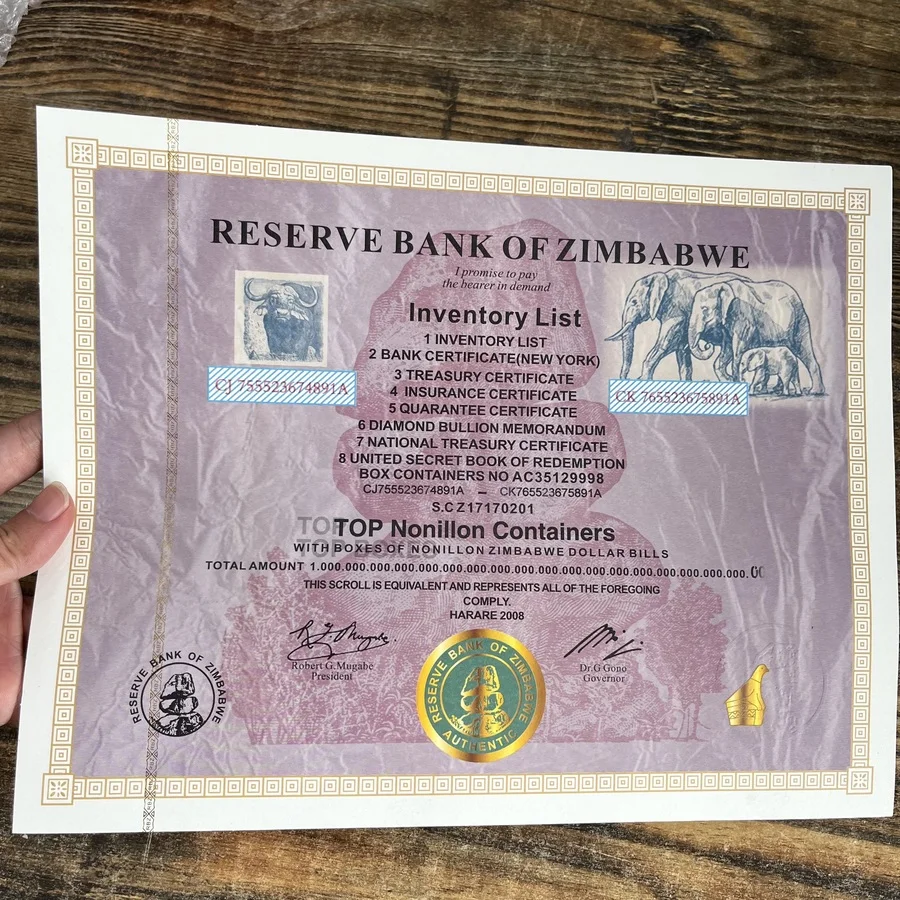 RESERVE BANK OF ZIMBABWE
I promise to pay
the bearer in demand
Inventory List
1 INVENTORY LIST
2 BANK CERTIFICATE(NEW YORK)
3 TREASURY CERTIFICATE
CJ 755523674891A
4 INSURANCE CERTIFICATE
CK 765523675891A
5 QUARANTEE CERTIFICATE
6 DIAMOND BULLION MEMORANDUM
7 NATIONAL TREASURY CERTIFICATE
8 UNITED SECRET BOOK OF REDEMPTION
BOX CONTAINERS NO AC35129998
CJ755523674891A – CK765523675891A
S.C Z17170201
TOP Nonillon Containers
WITH BOXES OF NONILLON ZIMBABWE DOLLAR BILLS
TOTAL AMOUNT 1.000.000.000.000.000.000.000.000.000.000.000.000.000.000.000.000.000.00
THIS SCROLL IS EQUIVALENT AND REPRESENTS ALL OF THE FOREGOING
COMPLY.
HARARE 2008
Robert G.Mugabe
President
Dr.G Gono
Governor
RESERVE BANK OF ZIMBABWE
RESERVE BANK OF ZIMBABWE
AUTHENTIC